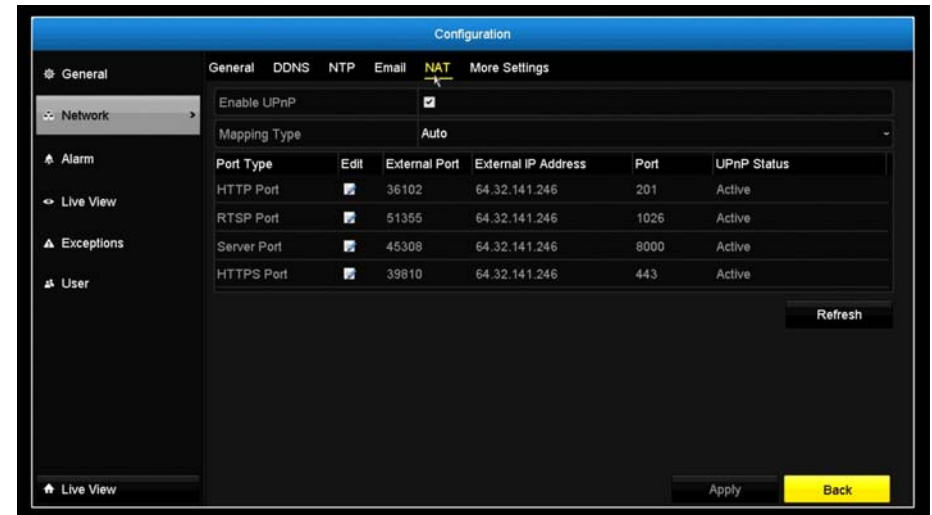 Configuration
General
General DDNS NTP Email NAT More Settings
Enable UPnP
Network
Mapping Type Auto
Alarm
Port Type Edit External Port External IP Address Port UPnP Status
HTTP Port 36102 64.32.141.246 201 Active
Live View
RTSP Port 51355 64.32.141.246 1026 Active
Exceptions
Server Port 45308 64.32.141.246 8000 Active
HTTPS Port 39810 64.32.141.246 443 Active
User
Refresh
Live View
Apply Back